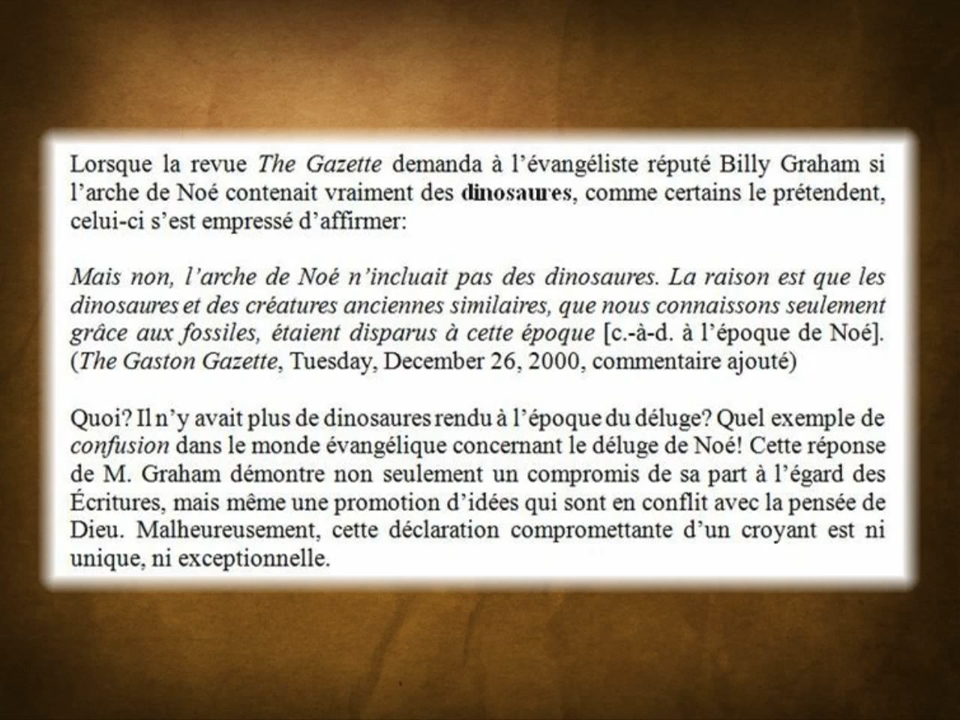 Lorsque la revue The Gazette demanda à l'évangéliste réputé Billy Graham si
l'arche de Noé contenait vraiment des dinosaures, comme certains le prétendent,
celui-ci s'est empressé d'affirmer:
Mais non, l'arche de Noé n'incluait pas des dinosaures. La raison est que les
dinosaures et des créatures anciennes similaires, que nous connaissons seulement
grâce aux fossiles, étaient disparus à cette époque [c.-à-d. à l'époque de Noé].
(The Gaston Gazette, Tuesday, December 26, 2000, commentaire ajouté)
Quoi? Il n'y avait plus de dinosaures rendu à l'époque du déluge? Quel exemple de
confusion dans le monde évangélique concernant le déluge de Noé! Cette réponse
de M. Graham démontre non seulement un compromis de sa part à l'égard des
Écritures, mais même une promotion d'idées qui sont en conflit avec la pensée de
Dieu. Malheureusement, cette déclaration compromettante d'un croyant est ni
unique, ni exceptionnelle.